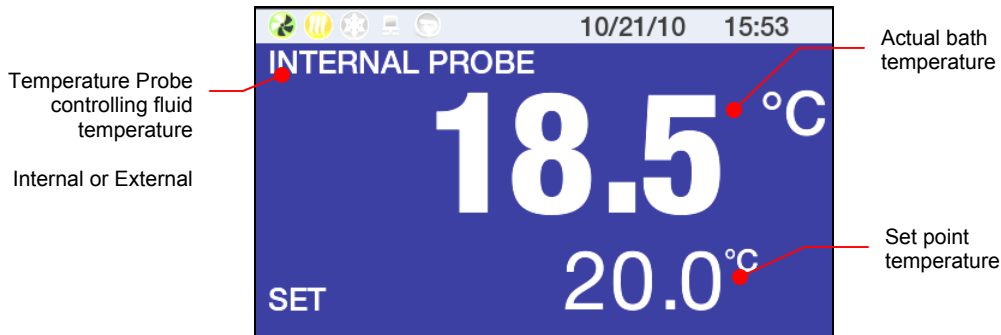 10/21/10 15:53
INTERNAL PROBE
18.5 °C
SET 20.0 °C
Temperature Probe
controlling fluid
temperature
Internal or External
Actual bath
temperature
Set point
temperature